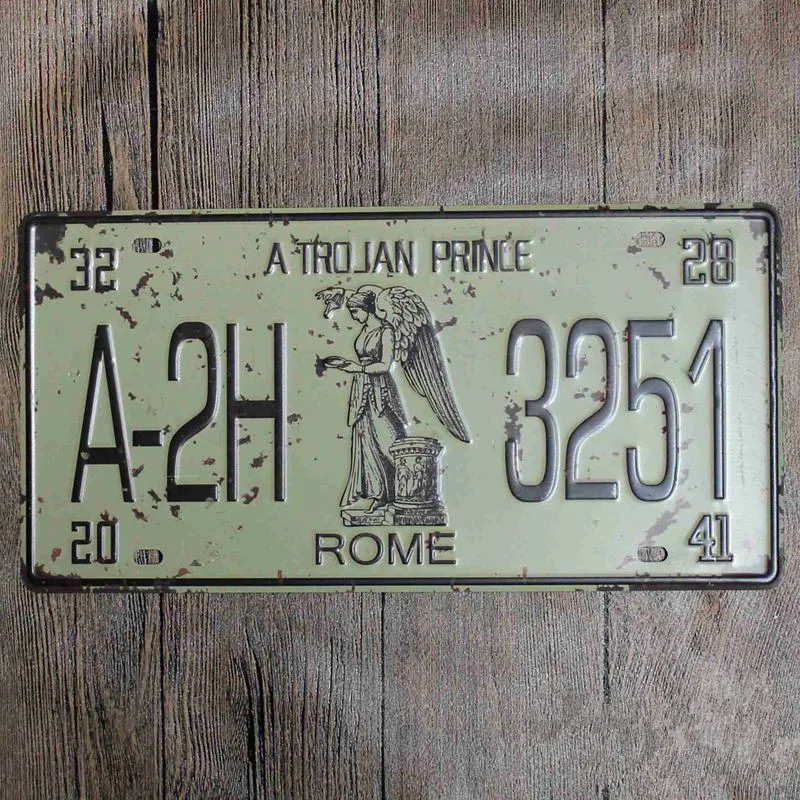 A TROJAN PRINCE
32 28
A-2H 3251
20 41
ROME